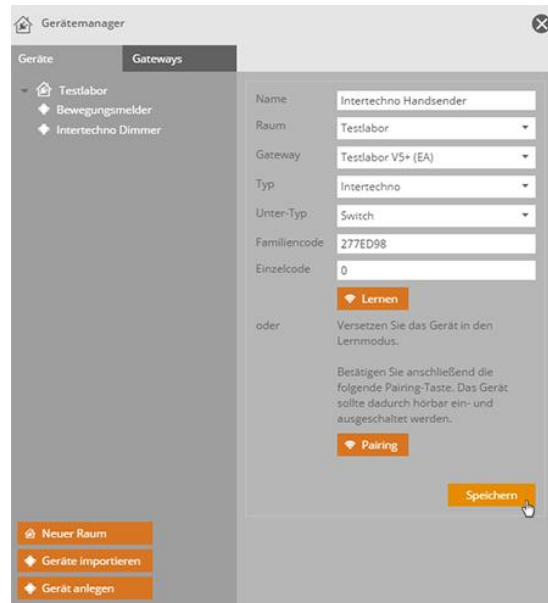 Gerätemanager
Geräte
Gateways
Testlabor
Bewegungsmelder
Intertechno Dimmer
Name
Intertechno Handsender
Raum
Testlabor
Gateway
Testlabor V5+ (EA)
Typ
Intertechno
Unter-Typ
Switch
Familiencode
277ED98
Einzelcode
0
Lernen
oder
Versetzen Sie das Gerät in den
Lernmodus.
Betätigen Sie anschließend die
folgende Pairing-Taste. Das Gerät
sollte dadurch hörbar ein- und
ausgeschaltet werden.
Pairing
Speichern
Neuer Raum
Geräte importieren
Gerät anlegen